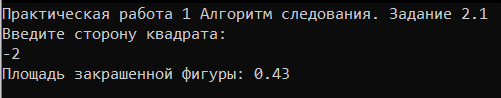 Практическая работа 1 Алгоритм следования. Задание 2.1
Введите сторону квадрата:
-2
Площадь закрашенной фигуры: 0.43